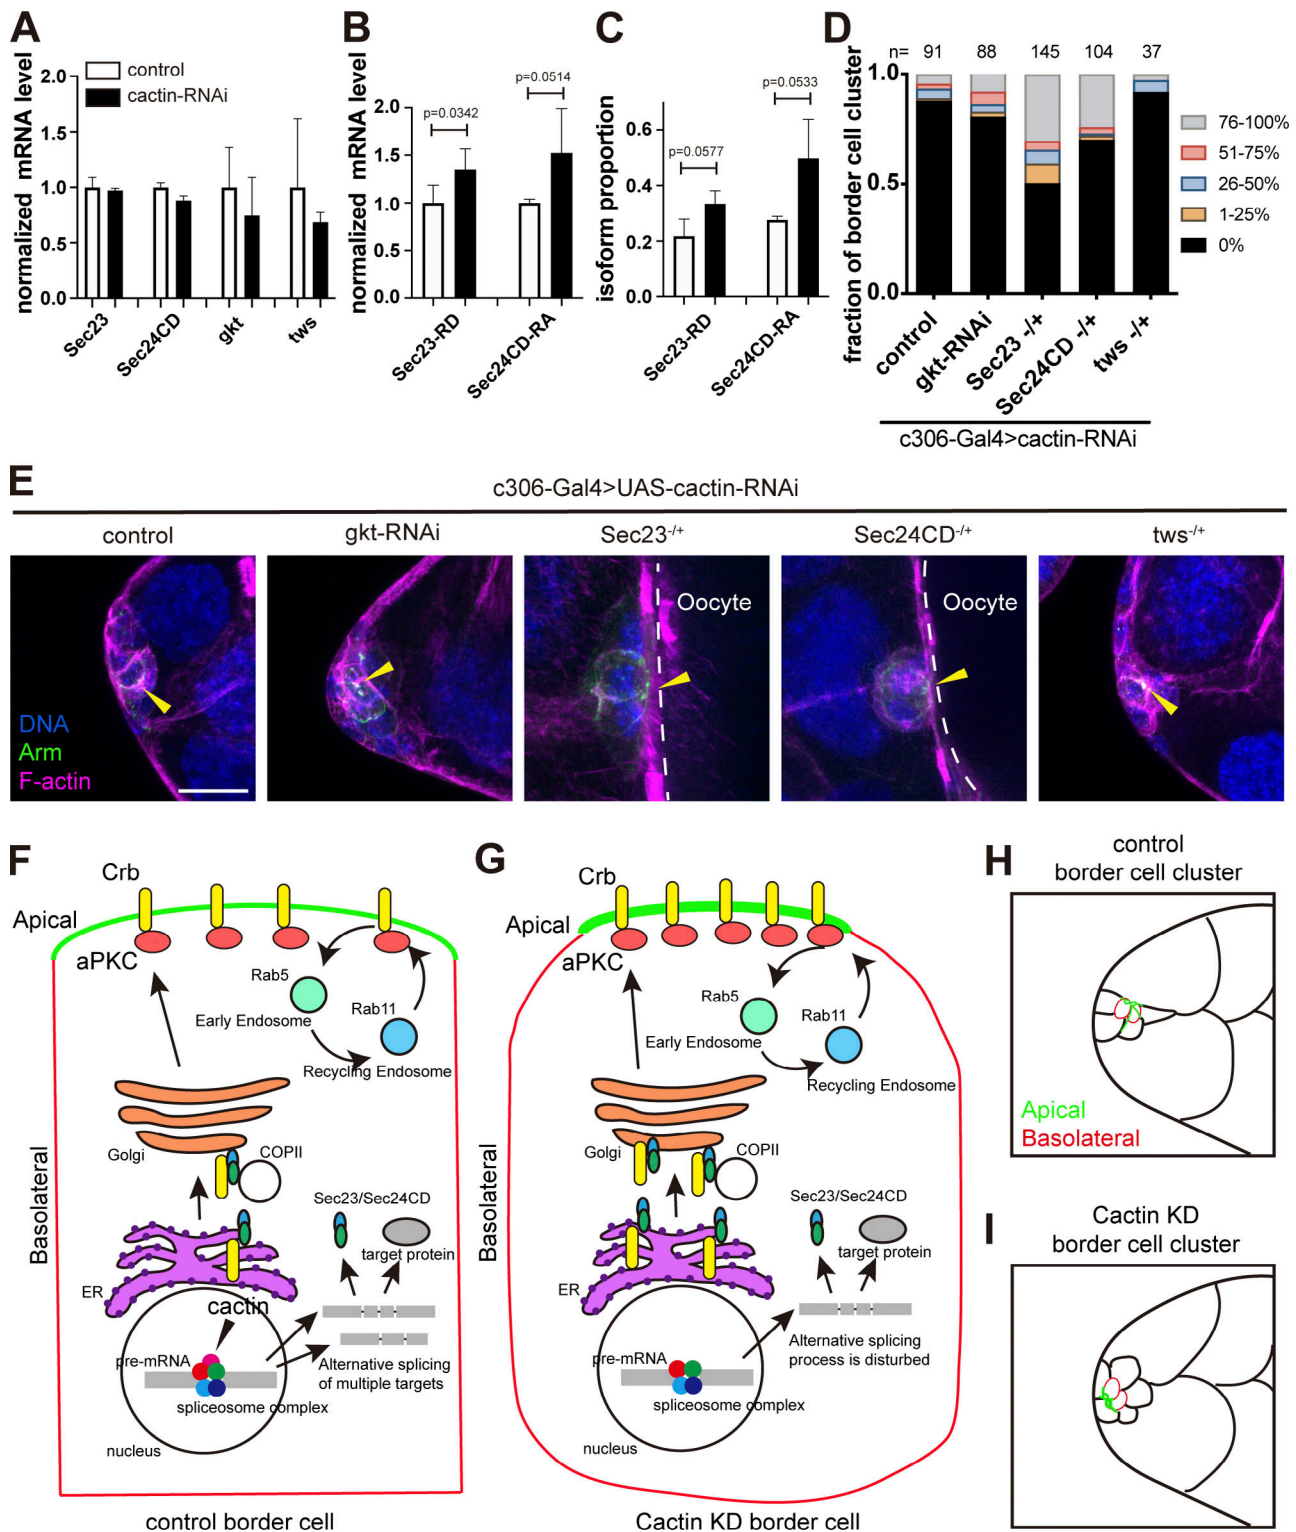 A
normalized mRNA level
2.0
1.5
1.0
0.5
0.0
control
cactin-RNAi
Sec23
Sec24CD
gkt
tws
B
normalized mRNA level
2.0
1.5
1.0
0.5
0.0
p=0.0342
p=0.0514
Sec23-RD
Sec24CD-RA
C
isoform proportion
0.6
0.4
0.2
0.0
p=0.0577
p=0.0533
Sec23-RD
Sec24CD-RA
D
n= 91 88 145 104 37
fraction of border cell cluster
1.0
0.5
0.0
76-100%
51-75%
26-50%
1-25%
0%
control
gkt-RNAi
Sec23 -/+
Sec24CD -/+
tws -/+
c306-Gal4>cactin-RNAi
E
c306-Gal4>UAS-cactin-RNAi
control
gkt-RNAi
Sec23-/+
Sec24CD-/+
tws-/+
Oocyte
Oocyte
DNA
Arm
F-actin
F
Crb
Apical
aPKC
Rab5
Early Endosome
Rab11
Recycling Endosome
Golgi
COPII
Basolateral
Sec23/Sec24CD
target protein
ER
cactin
pre-mRNA
Alternative splicing
of multiple targets
spliceosome complex
nucleus
control border cell
G
Crb
Apical
aPKC
Rab5
Early Endosome
Rab11
Recycling Endosome
Golgi
COPII
Basolateral
Sec23/Sec24CD
target protein
ER
pre-mRNA
Alternative splicing
process is disturbed
spliceosome complex
nucleus
Cactin KD border cell
H
control
border cell cluster
Apical
Basolateral
I
Cactin KD
border cell cluster